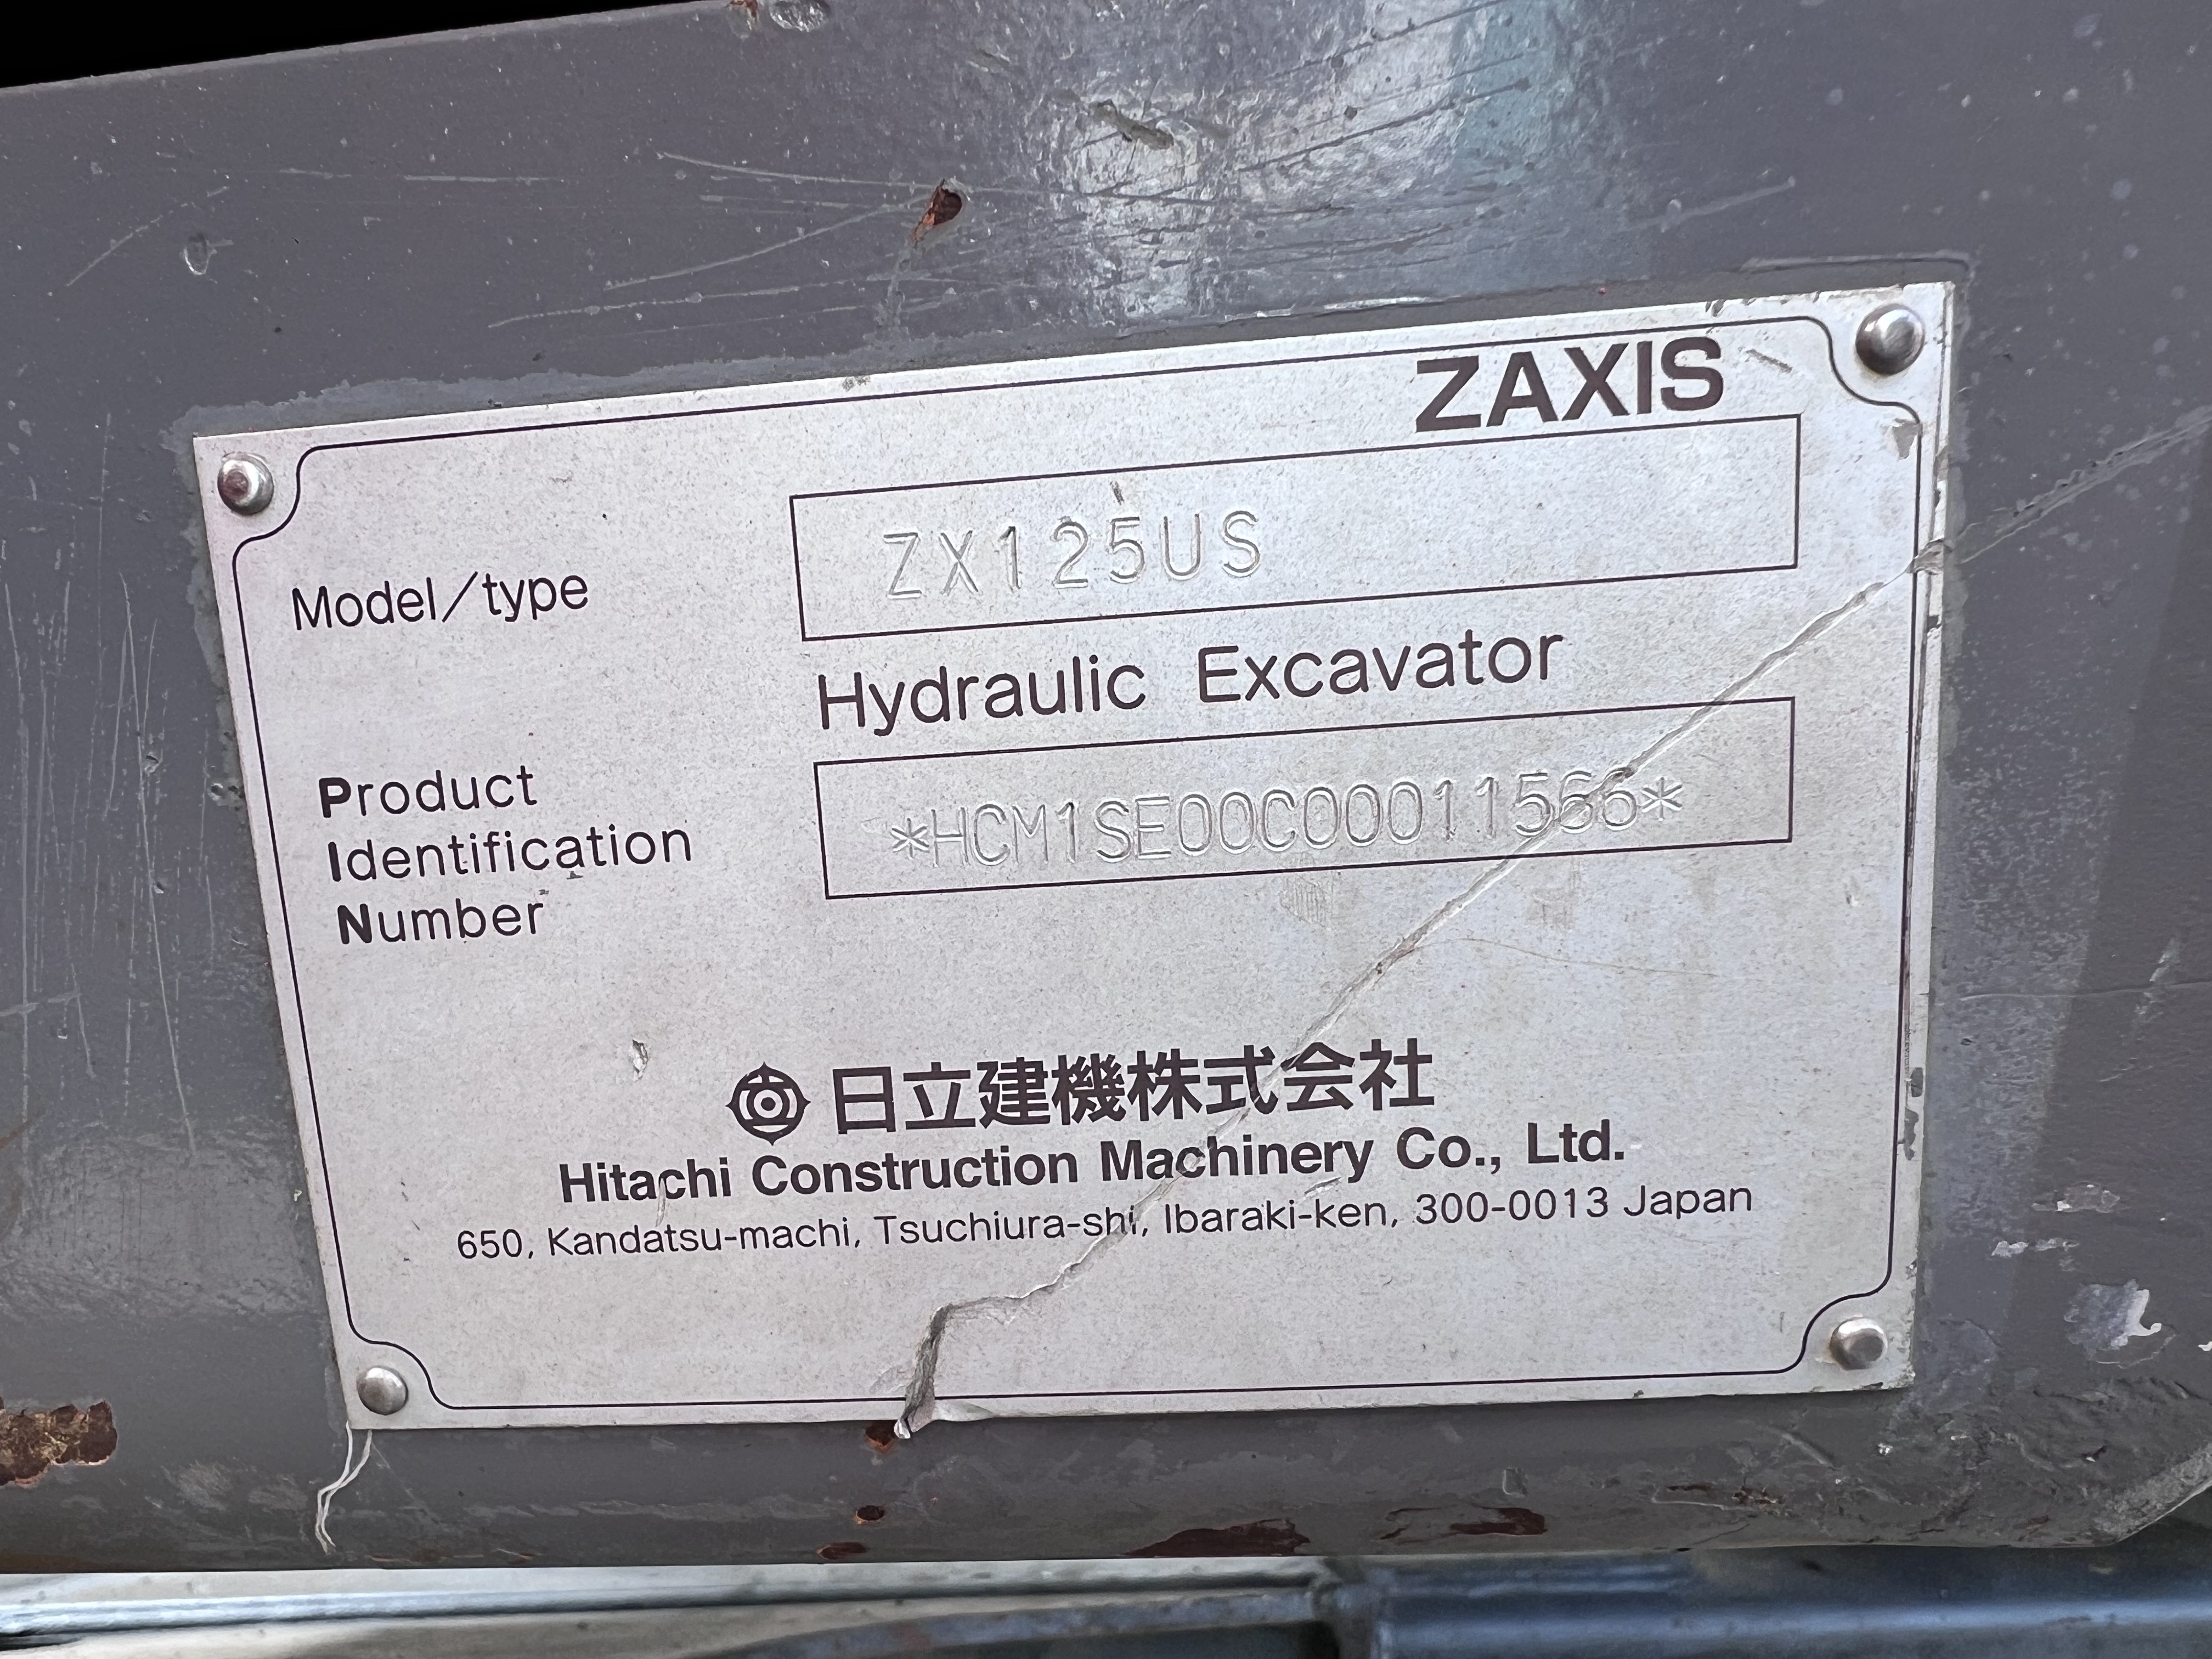 ZAXIS
Model/type
ZX125US
Hydraulic Excavator
Product
Identification
Number
*HCM1SE00C00011566*
日立建機株式会社
Hitachi Construction Machinery Co., Ltd.
650, Kandatsu-machi, Tsuchiura-shi, Ibaraki-ken, 300-0013 Japan